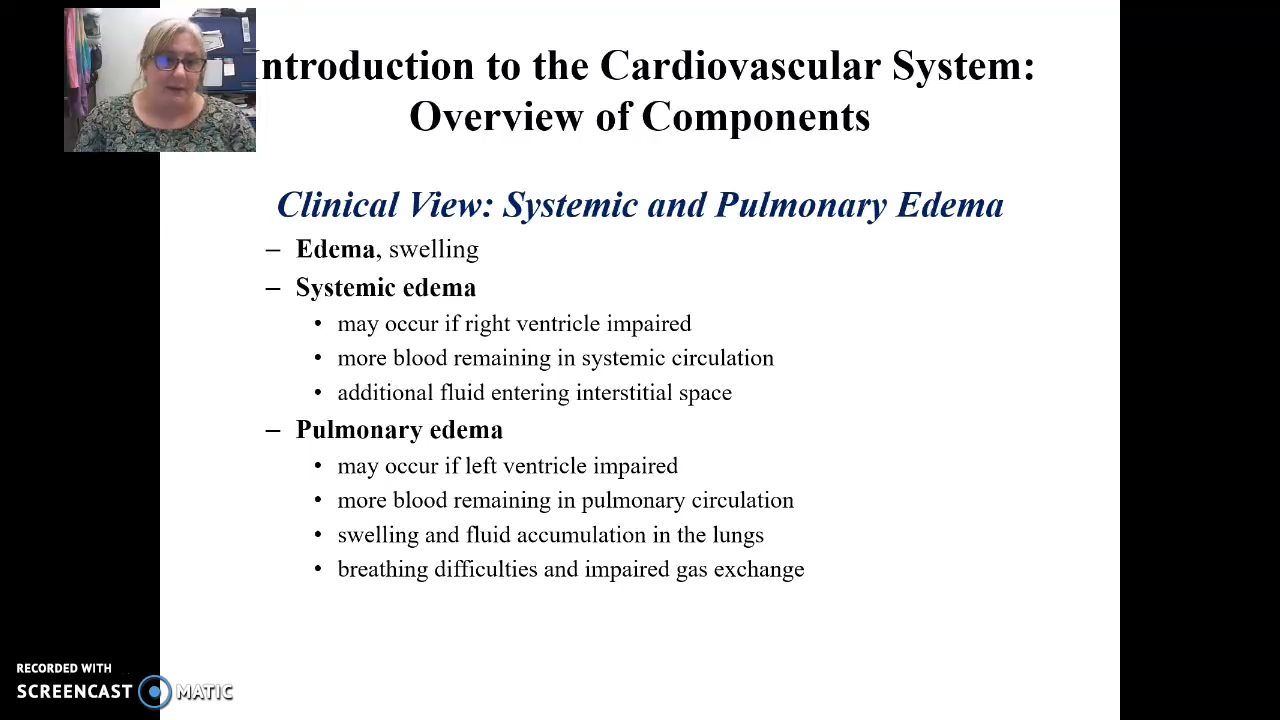 ntroduction to the Cardiovascular System:
Overview of Components
Clinical View: Systemic and Pulmonary Edema
– Edema, swelling
– Systemic edema
• may occur if right ventricle impaired
• more blood remaining in systemic circulation
• additional fluid entering interstitial space
– Pulmonary edema
• may occur if left ventricle impaired
• more blood remaining in pulmonary circulation
• swelling and fluid accumulation in the lungs
• breathing difficulties and impaired gas exchange
RECORDED WITH
SCREENCAST MATIC